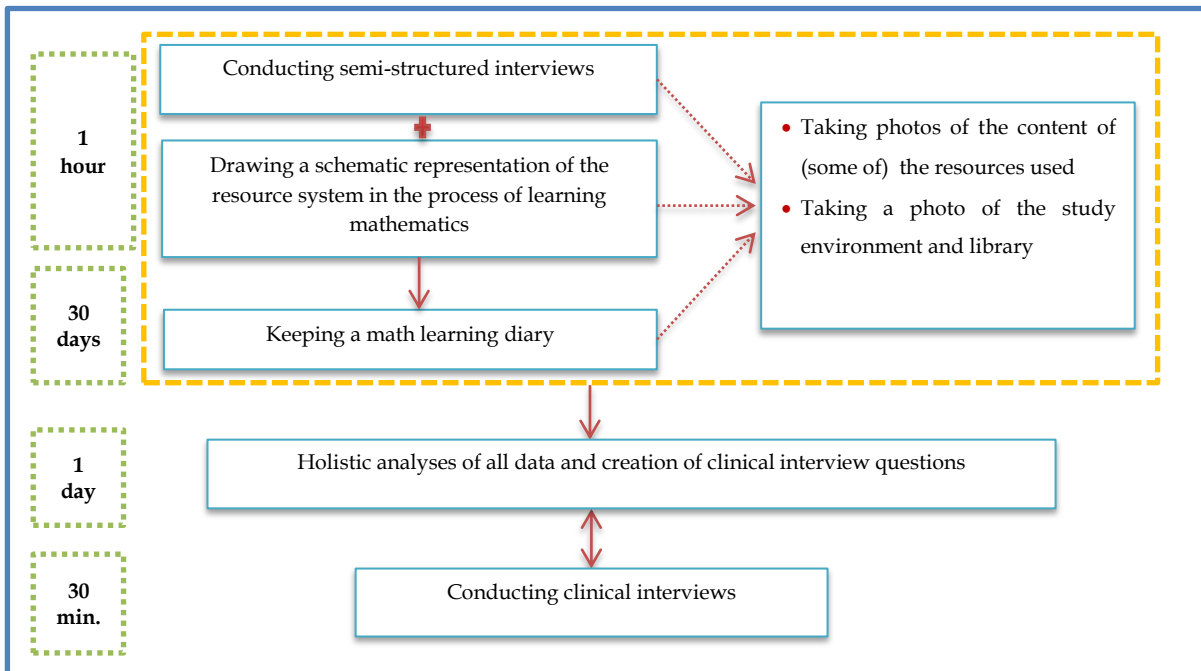 1
hour
Conducting semi-structured interviews
Drawing a schematic representation of the
resource system in the process of learning
mathematics
• Taking photos of the content of
(some of) the resources used
• Taking a photo of the study
environment and library
30
days
Keeping a math learning diary
1
day
Holistic analyses of all data and creation of clinical interview questions
30
min.
Conducting clinical interviews